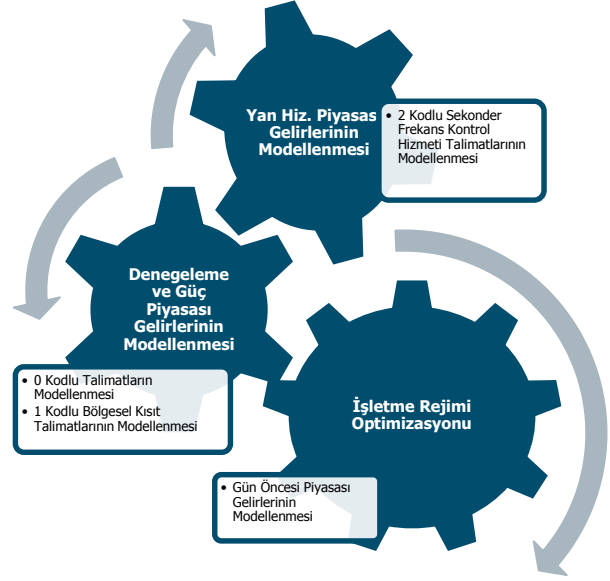 Yan Hiz. Piyasas
Gelirlerinin
Modellenmesi
• 2 Kodlu Sekonder
Frekans Kontrol
Hizmeti Talimatlarının
Modellenmesi
Denegeleme
ve Güç
Piyasası
Gelirlerinin
Modellenmesi
• 0 Kodlu Talimatların
Modellenmesi
• 1 Kodlu Bölgesel Kısıt
Talimatlarının Modellenmesi
İşletme Rejimi
Optimizasyonu
• Gün Öncesi Piyasası
Gelirlerinin
Modellenmesi